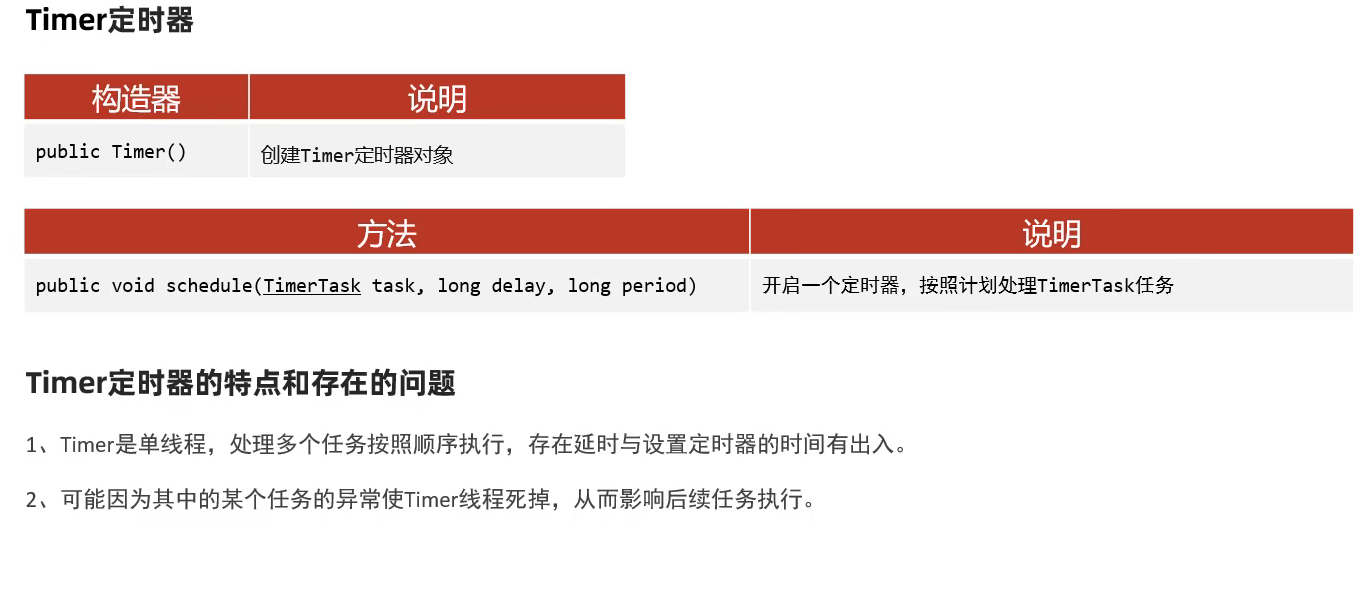 Timer定时器
构造器 说明
public Timer() 创建Timer定时器对象
方法 说明
public void schedule(TimerTask task, long delay, long period) 开启一个定时器，按照计划处理TimerTask任务
Timer定时器的特点和存在的问题
1、Timer是单线程，处理多个任务按照顺序执行，存在延时与设置定时器的时间有出入。
2、可能因为其中的某个任务的异常使Timer线程死掉，从而影响后续任务执行。